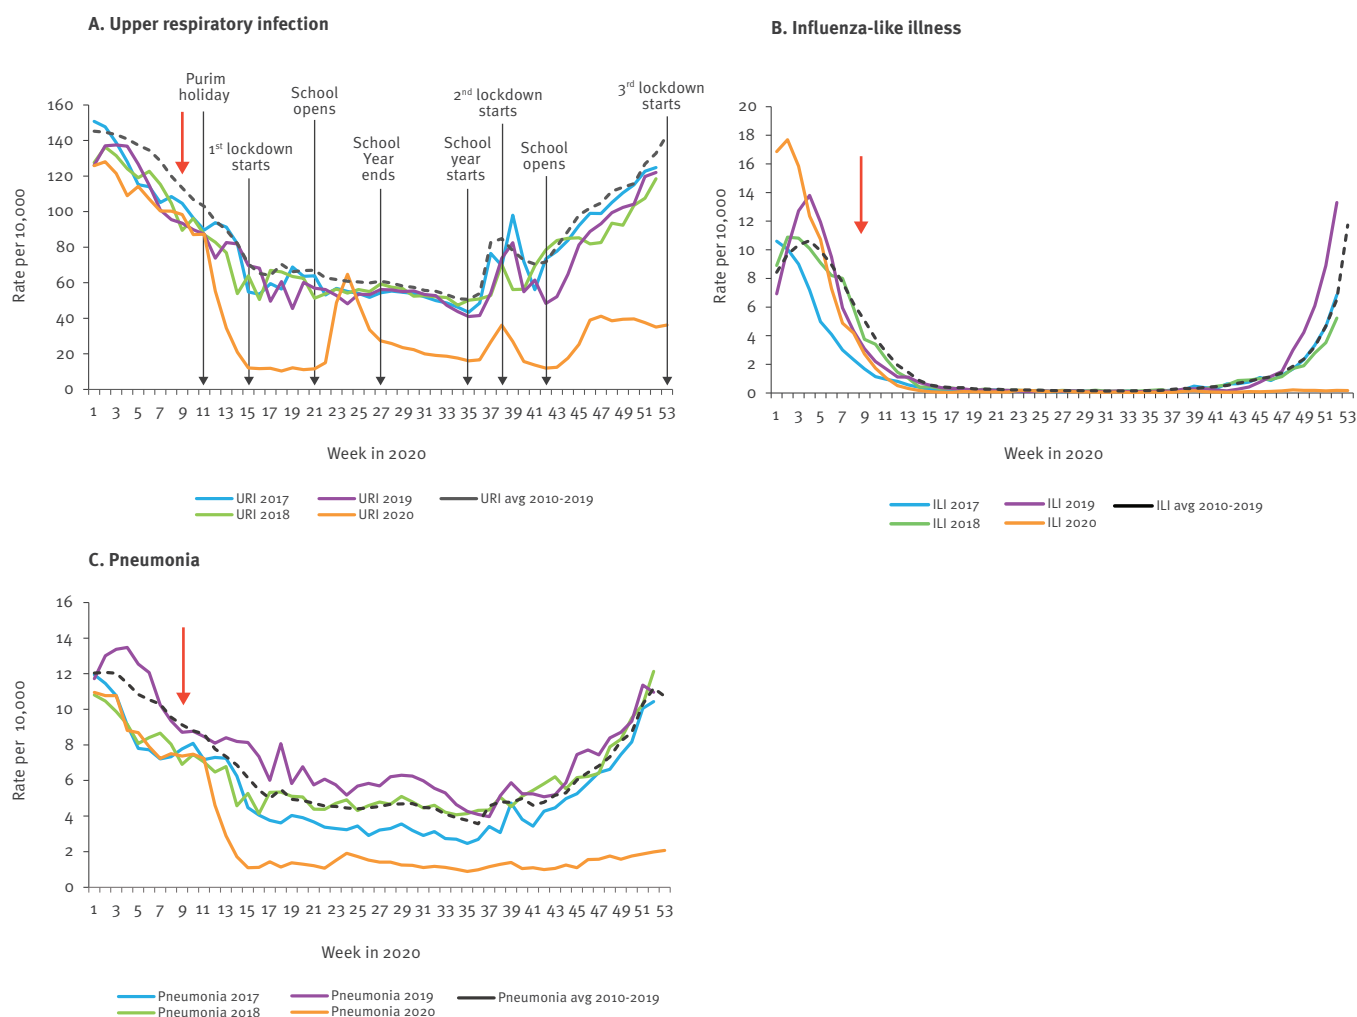 A. Upper respiratory infection
Rate per 10,000
160
140
120
100
80
60
40
20
0
Purim
holiday
1st lockdown
starts
School
opens
School
Year
ends
School
year
starts
2nd lockdown
starts
School
opens
3rd lockdown
starts
1 3 5 7 9 11 13 15 17 19 21 23 25 27 29 31 33 35 37 39 41 43 45 47 49 51 53
Week in 2020
URI 2017 URI 2019 URI avg 2010-2019
URI 2018 URI 2020
B. Influenza-like illness
Rate per 10,000
20
18
16
14
12
10
8
6
4
2
0
1 3 5 7 9 11 13 15 17 19 21 23 25 27 29 31 33 35 37 39 41 43 45 47 49 51 53
Week in 2020
ILI 2017 ILI 2019 ILI avg 2010-2019
ILI 2018 ILI 2020
C. Pneumonia
Rate per 10,000
16
14
12
10
8
6
4
2
0
1 3 5 7 9 11 13 15 17 19 21 23 25 27 29 31 33 35 37 39 41 43 45 47 49 51 53
Week in 2020
Pneumonia 2017 Pneumonia 2019 Pneumonia avg 2010-2019
Pneumonia 2018 Pneumonia 2020